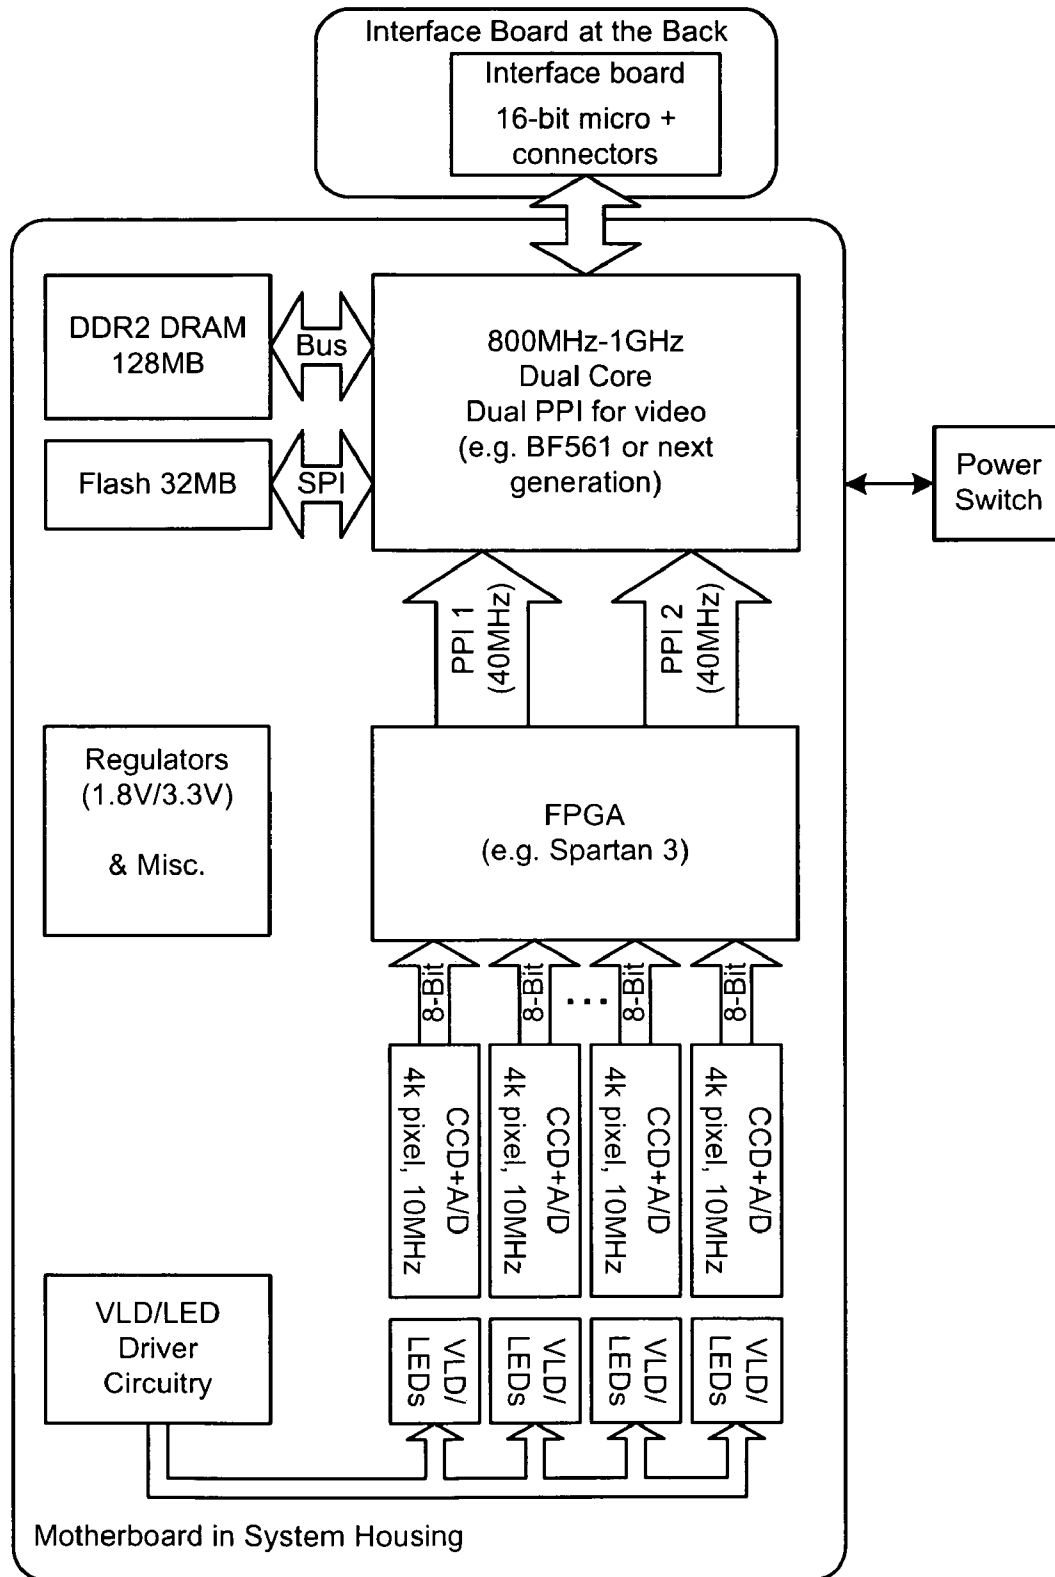 Interface Board at the Back
Interface board
16-bit micro +
connectors
DDR2 DRAM
128MB
Bus
800MHz-1GHz
Dual Core
Dual PPI for video
(e.g. BF561 or next
generation)
Flash 32MB
SPI
Power
Switch
PPI 1
(40MHz)
PPI 2
(40MHz)
Regulators
(1.8V/3.3V)
& Misc.
FPGA
(e.g. Spartan 3)
8-Bit
8-Bit
...
8-Bit
8-Bit
CCD+A/D
4k pixel, 10MHz
CCD+A/D
4k pixel, 10MHz
CCD+A/D
4k pixel, 10MHz
CCD+A/D
4k pixel, 10MHz
VLD/LED
Driver
Circuitry
VLD/
LEDs
VLD/
LEDs
VLD/
LEDs
VLD/
LEDs
Motherboard in System Housing